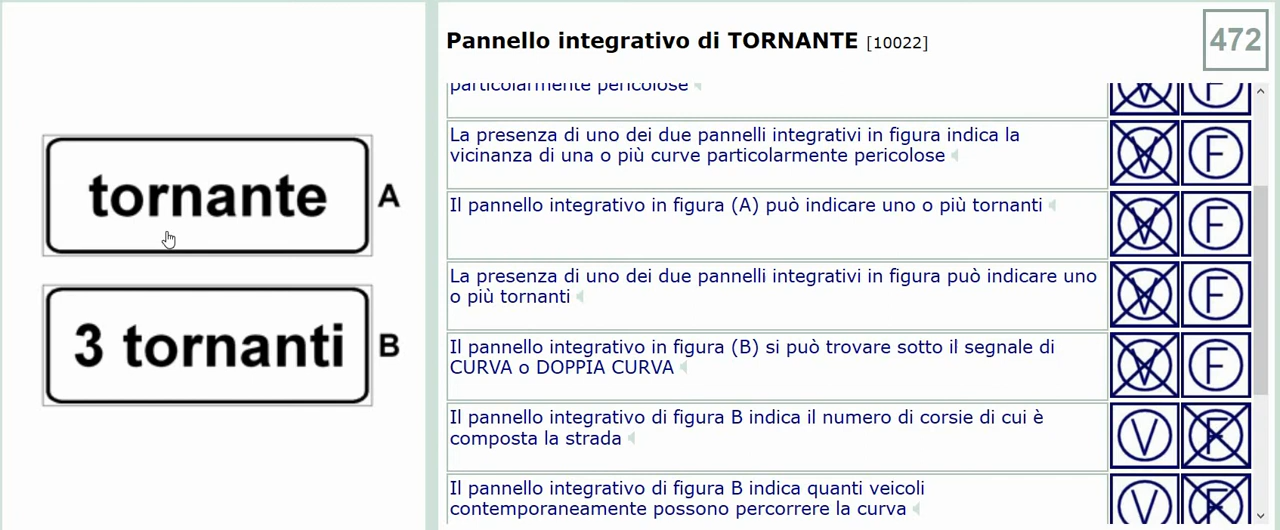 tornante A
3 tornanti B
Pannello integrativo di TORNANTE [10022]
472
particolarmente pericolose
V F
La presenza di uno dei due pannelli integrativi in figura indica la
vicinanza di una o più curve particolarmente pericolose
V F
Il pannello integrativo in figura (A) può indicare uno o più tornanti
V F
La presenza di uno dei due pannelli integrativi in figura può indicare uno
o più tornanti
V F
Il pannello integrativo in figura (B) si può trovare sotto il segnale di
CURVA o DOPPIA CURVA
V F
Il pannello integrativo di figura B indica il numero di corsie di cui è
composta la strada
V F
Il pannello integrativo di figura B indica quanti veicoli
contemporaneamente possono percorrere la curva
V F